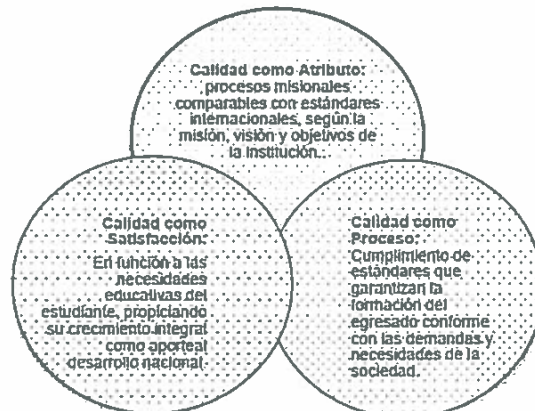 Calidad como Atributo:
procesos misionales
comparables con estándares
internacionales, según la
misión, visión y objetivos de
la Institución.
Calidad como
Satisfacción:
En función a las
necesidades
educativas del
estudiante, propiciando
su crecimiento integral
como aporteal
desarrollo nacional.
Calidad como
Proceso:
Cumplimiento de
estándares que
garantizan la
formación del
egresado conforme
con las demandas y
necesidades de la
sociedad.